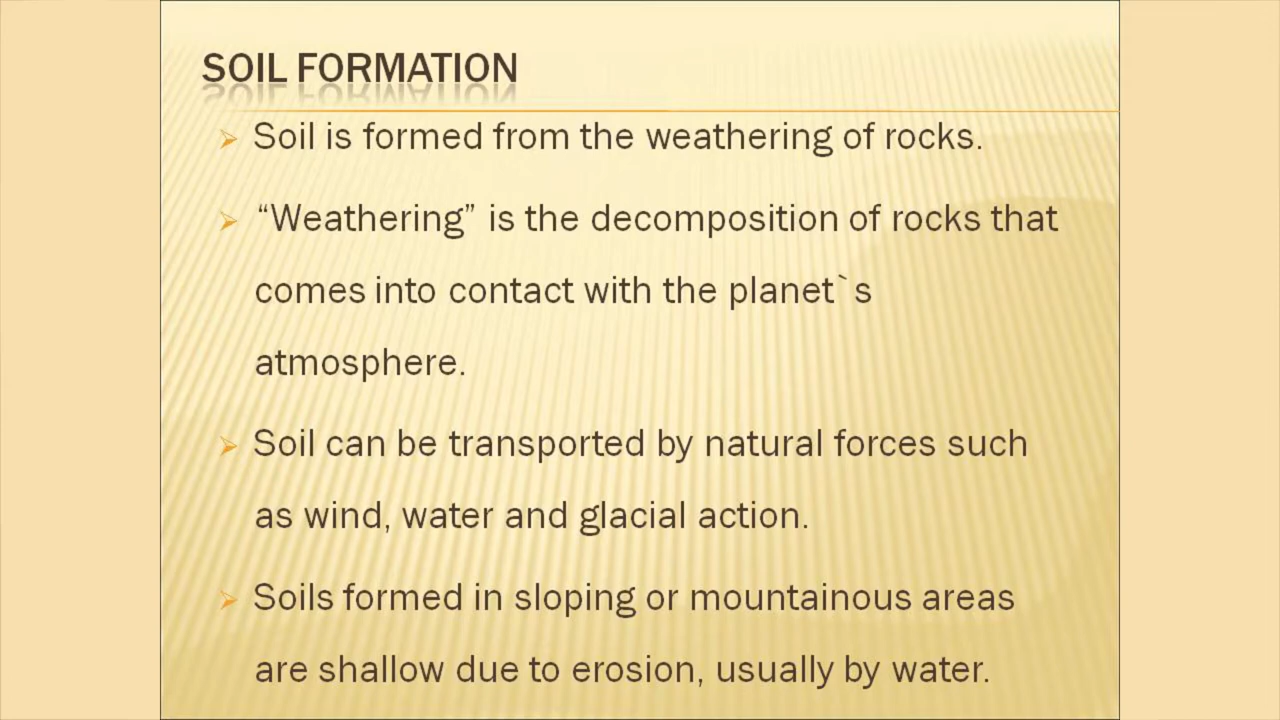 SOIL FORMATION
Soil is formed from the weathering of rocks.
“Weathering” is the decomposition of rocks that
comes into contact with the planet`s
atmosphere.
Soil can be transported by natural forces such
as wind, water and glacial action.
Soils formed in sloping or mountainous areas
are shallow due to erosion, usually by water.